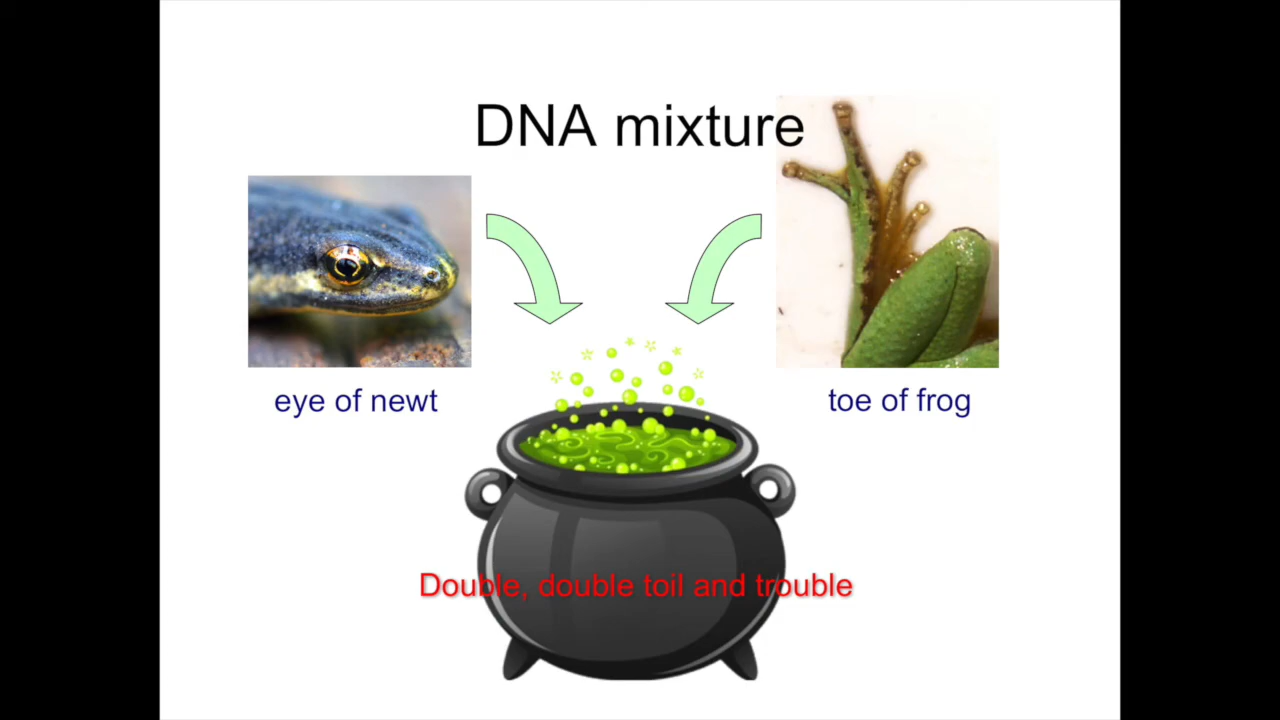 DNA mixture
eye of newt
toe of frog
Double, double toil and trouble